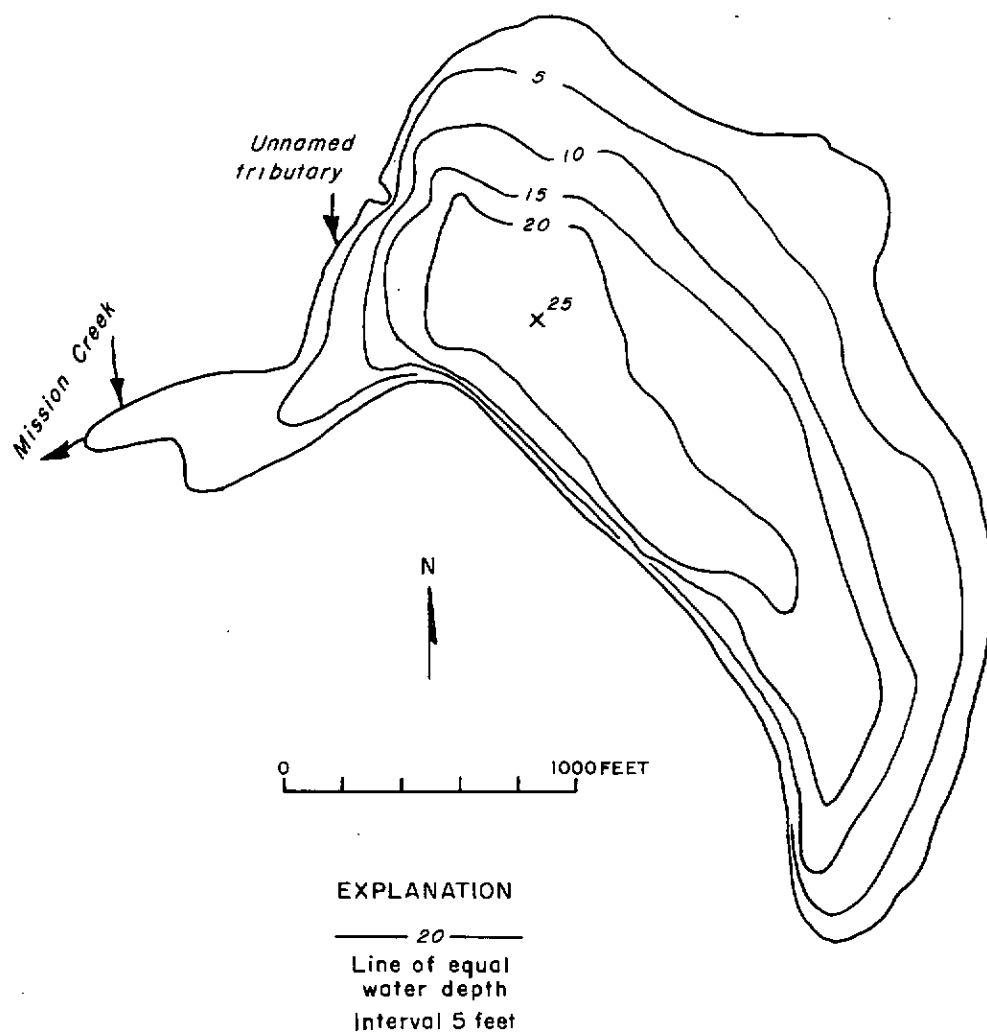 5
Unnamed
tributary
10
15
20
25
Mission Creek
N
0 1000 FEET
EXPLANATION
20
Line of equal
water depth
Interval 5 feet